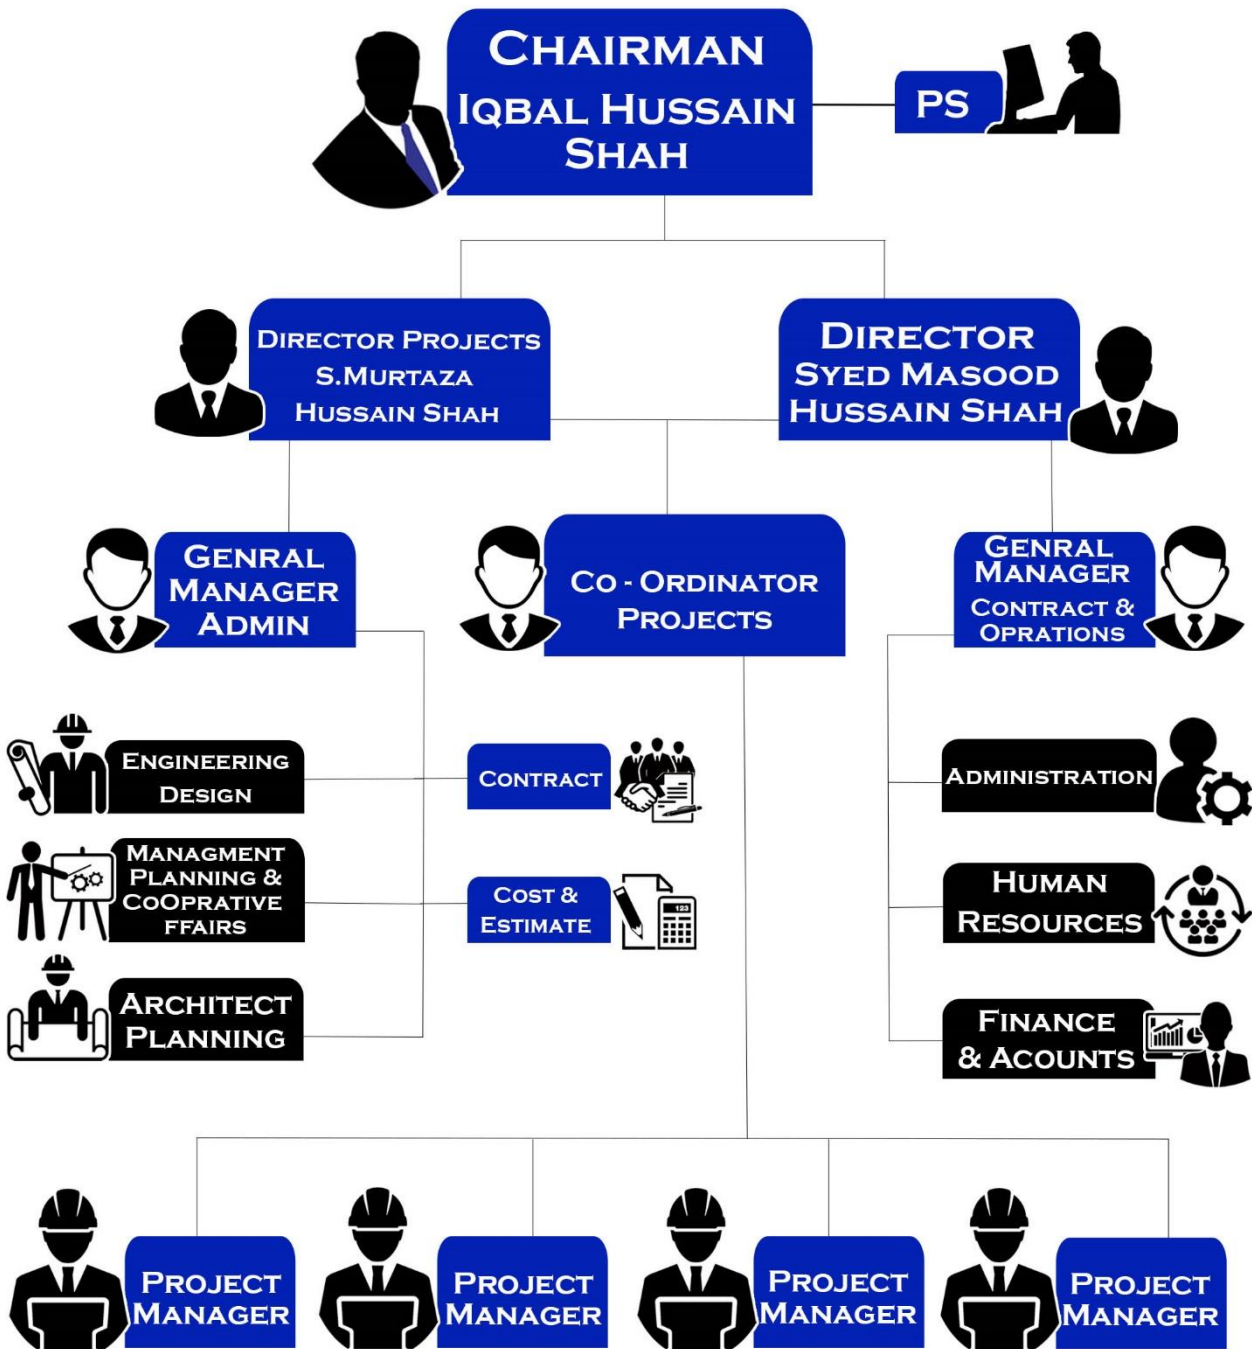 CHAIRMAN
IQBAL HUSSAIN
SHAH
PS
DIRECTOR PROJECTS
S.MURTAZA
HUSSAIN SHAH
DIRECTOR
SYED MASOOD
HUSSAIN SHAH
GENRAL
MANAGER
ADMIN
CO - ORDINATOR
PROJECTS
GENRAL
MANAGER
CONTRACT &
OPRATIONS
ENGINEERING
DESIGN
CONTRACT
ADMINISTRATION
MANAGMENT
PLANNING &
COOPRATIVE
FFAIRS
COST &
ESTIMATE
123
HUMAN
RESOURCES
ARCHITECT
PLANNING
FINANCE
& ACOUNTS
PROJECT
MANAGER
PROJECT
MANAGER
PROJECT
MANAGER
PROJECT
MANAGER